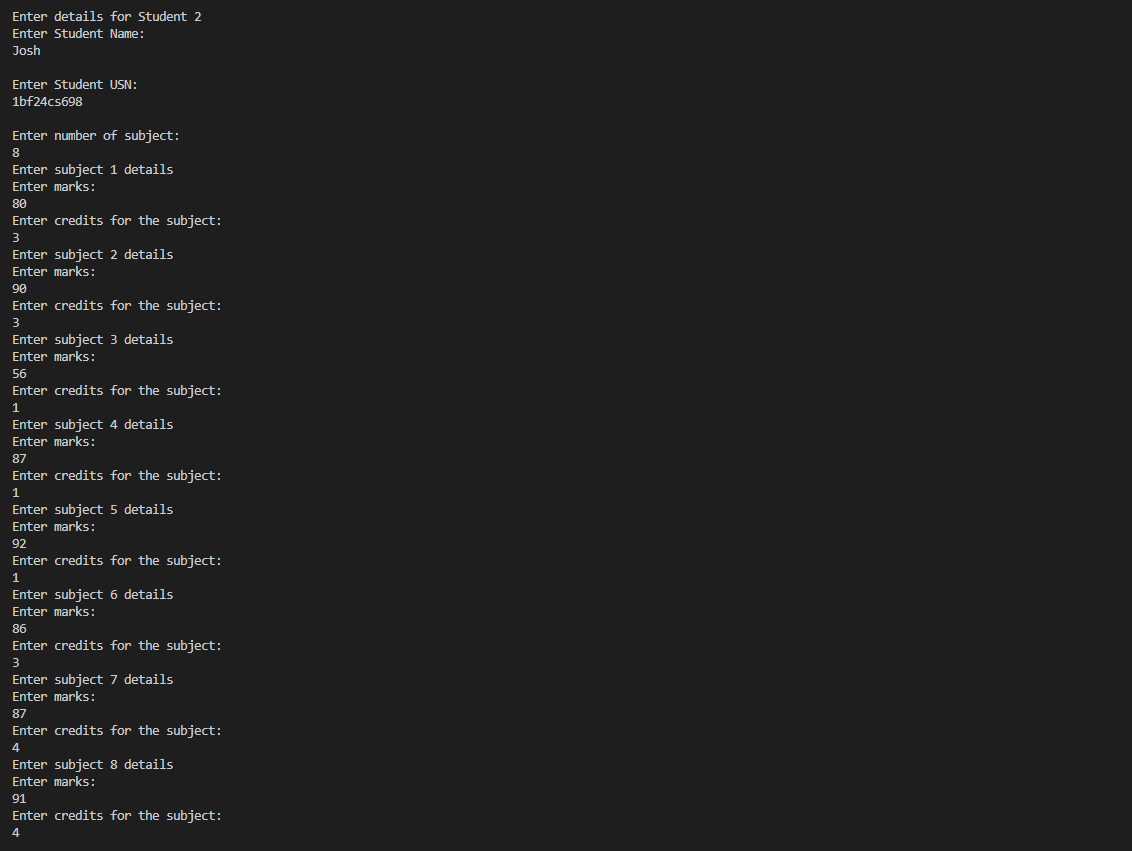 Enter details for Student 2
Enter Student Name:
Josh
Enter Student USN:
1bf24cs698
Enter number of subject:
8
Enter subject 1 details
Enter marks:
80
Enter credits for the subject:
3
Enter subject 2 details
Enter marks:
90
Enter credits for the subject:
3
Enter subject 3 details
Enter marks:
56
Enter credits for the subject:
1
Enter subject 4 details
Enter marks:
87
Enter credits for the subject:
1
Enter subject 5 details
Enter marks:
92
Enter credits for the subject:
1
Enter subject 6 details
Enter marks:
86
Enter credits for the subject:
3
Enter subject 7 details
Enter marks:
87
Enter credits for the subject:
4
Enter subject 8 details
Enter marks:
91
Enter credits for the subject:
4